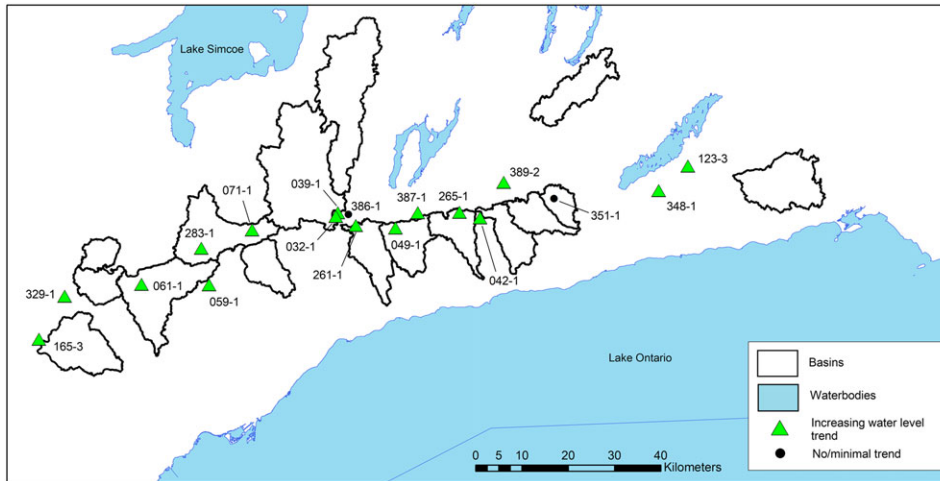 Lake Simcoe
123-3
389-2
071-1
039-1
386-1
387-1
265-1
348-1
351-1
283-1
032-1
049-1
261-1
042-1
329-1
061-1
059-1
165-3
Lake Ontario
Basins
Waterbodies
Increasing water level
trend
No/minimal trend
0 5 10 20 30 40
Kilometers